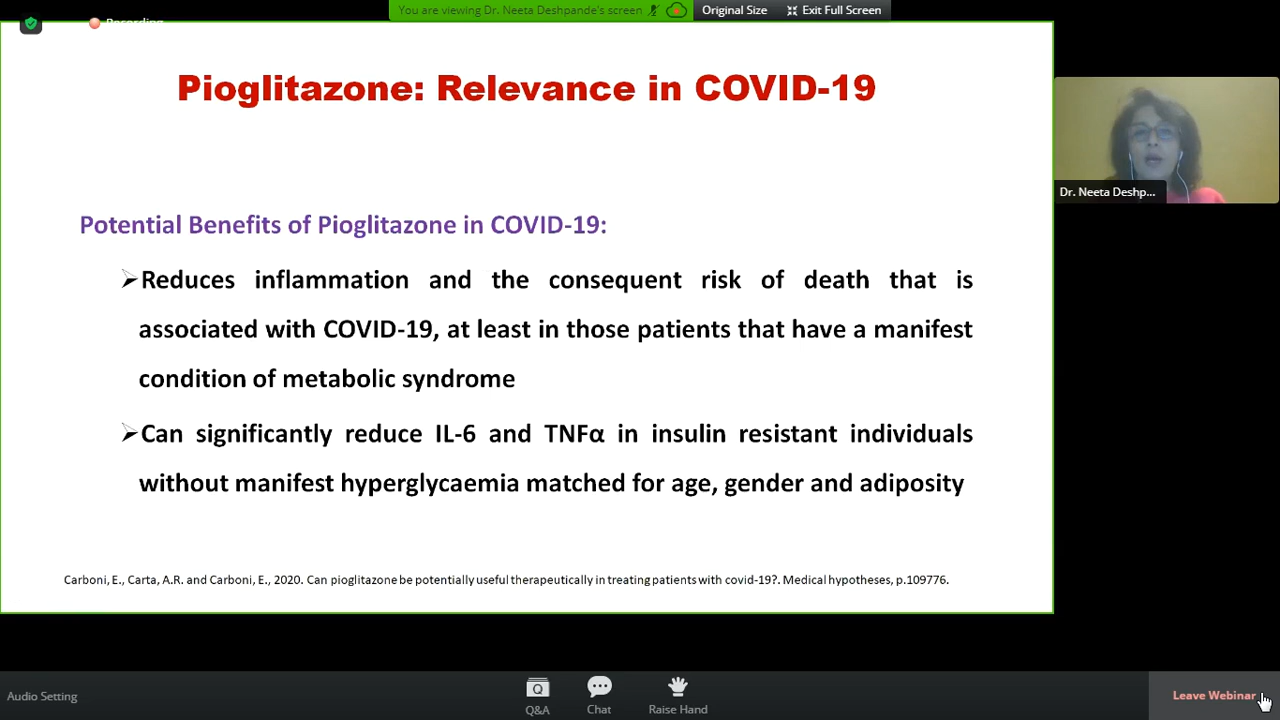 You are viewing Dr. Neeta Deshpande's screen
Original Size
Exit Full Screen
Recording
Pioglitazone: Relevance in COVID-19
Dr. Neeta Deshp...
Potential Benefits of Pioglitazone in COVID-19:
Reduces inflammation and the consequent risk of death that is
associated with COVID-19, at least in those patients that have a manifest
condition of metabolic syndrome
Can significantly reduce IL-6 and TNFα in insulin resistant individuals
without manifest hyperglycaemia matched for age, gender and adiposity
Carboni, E., Carta, A.R. and Carboni, E., 2020. Can pioglitazone be potentially useful therapeutically in treating patients with covid-19?. Medical hypotheses, p.109776.
Audio Setting
Q
Q&A
Chat
Raise Hand
Leave Webinar